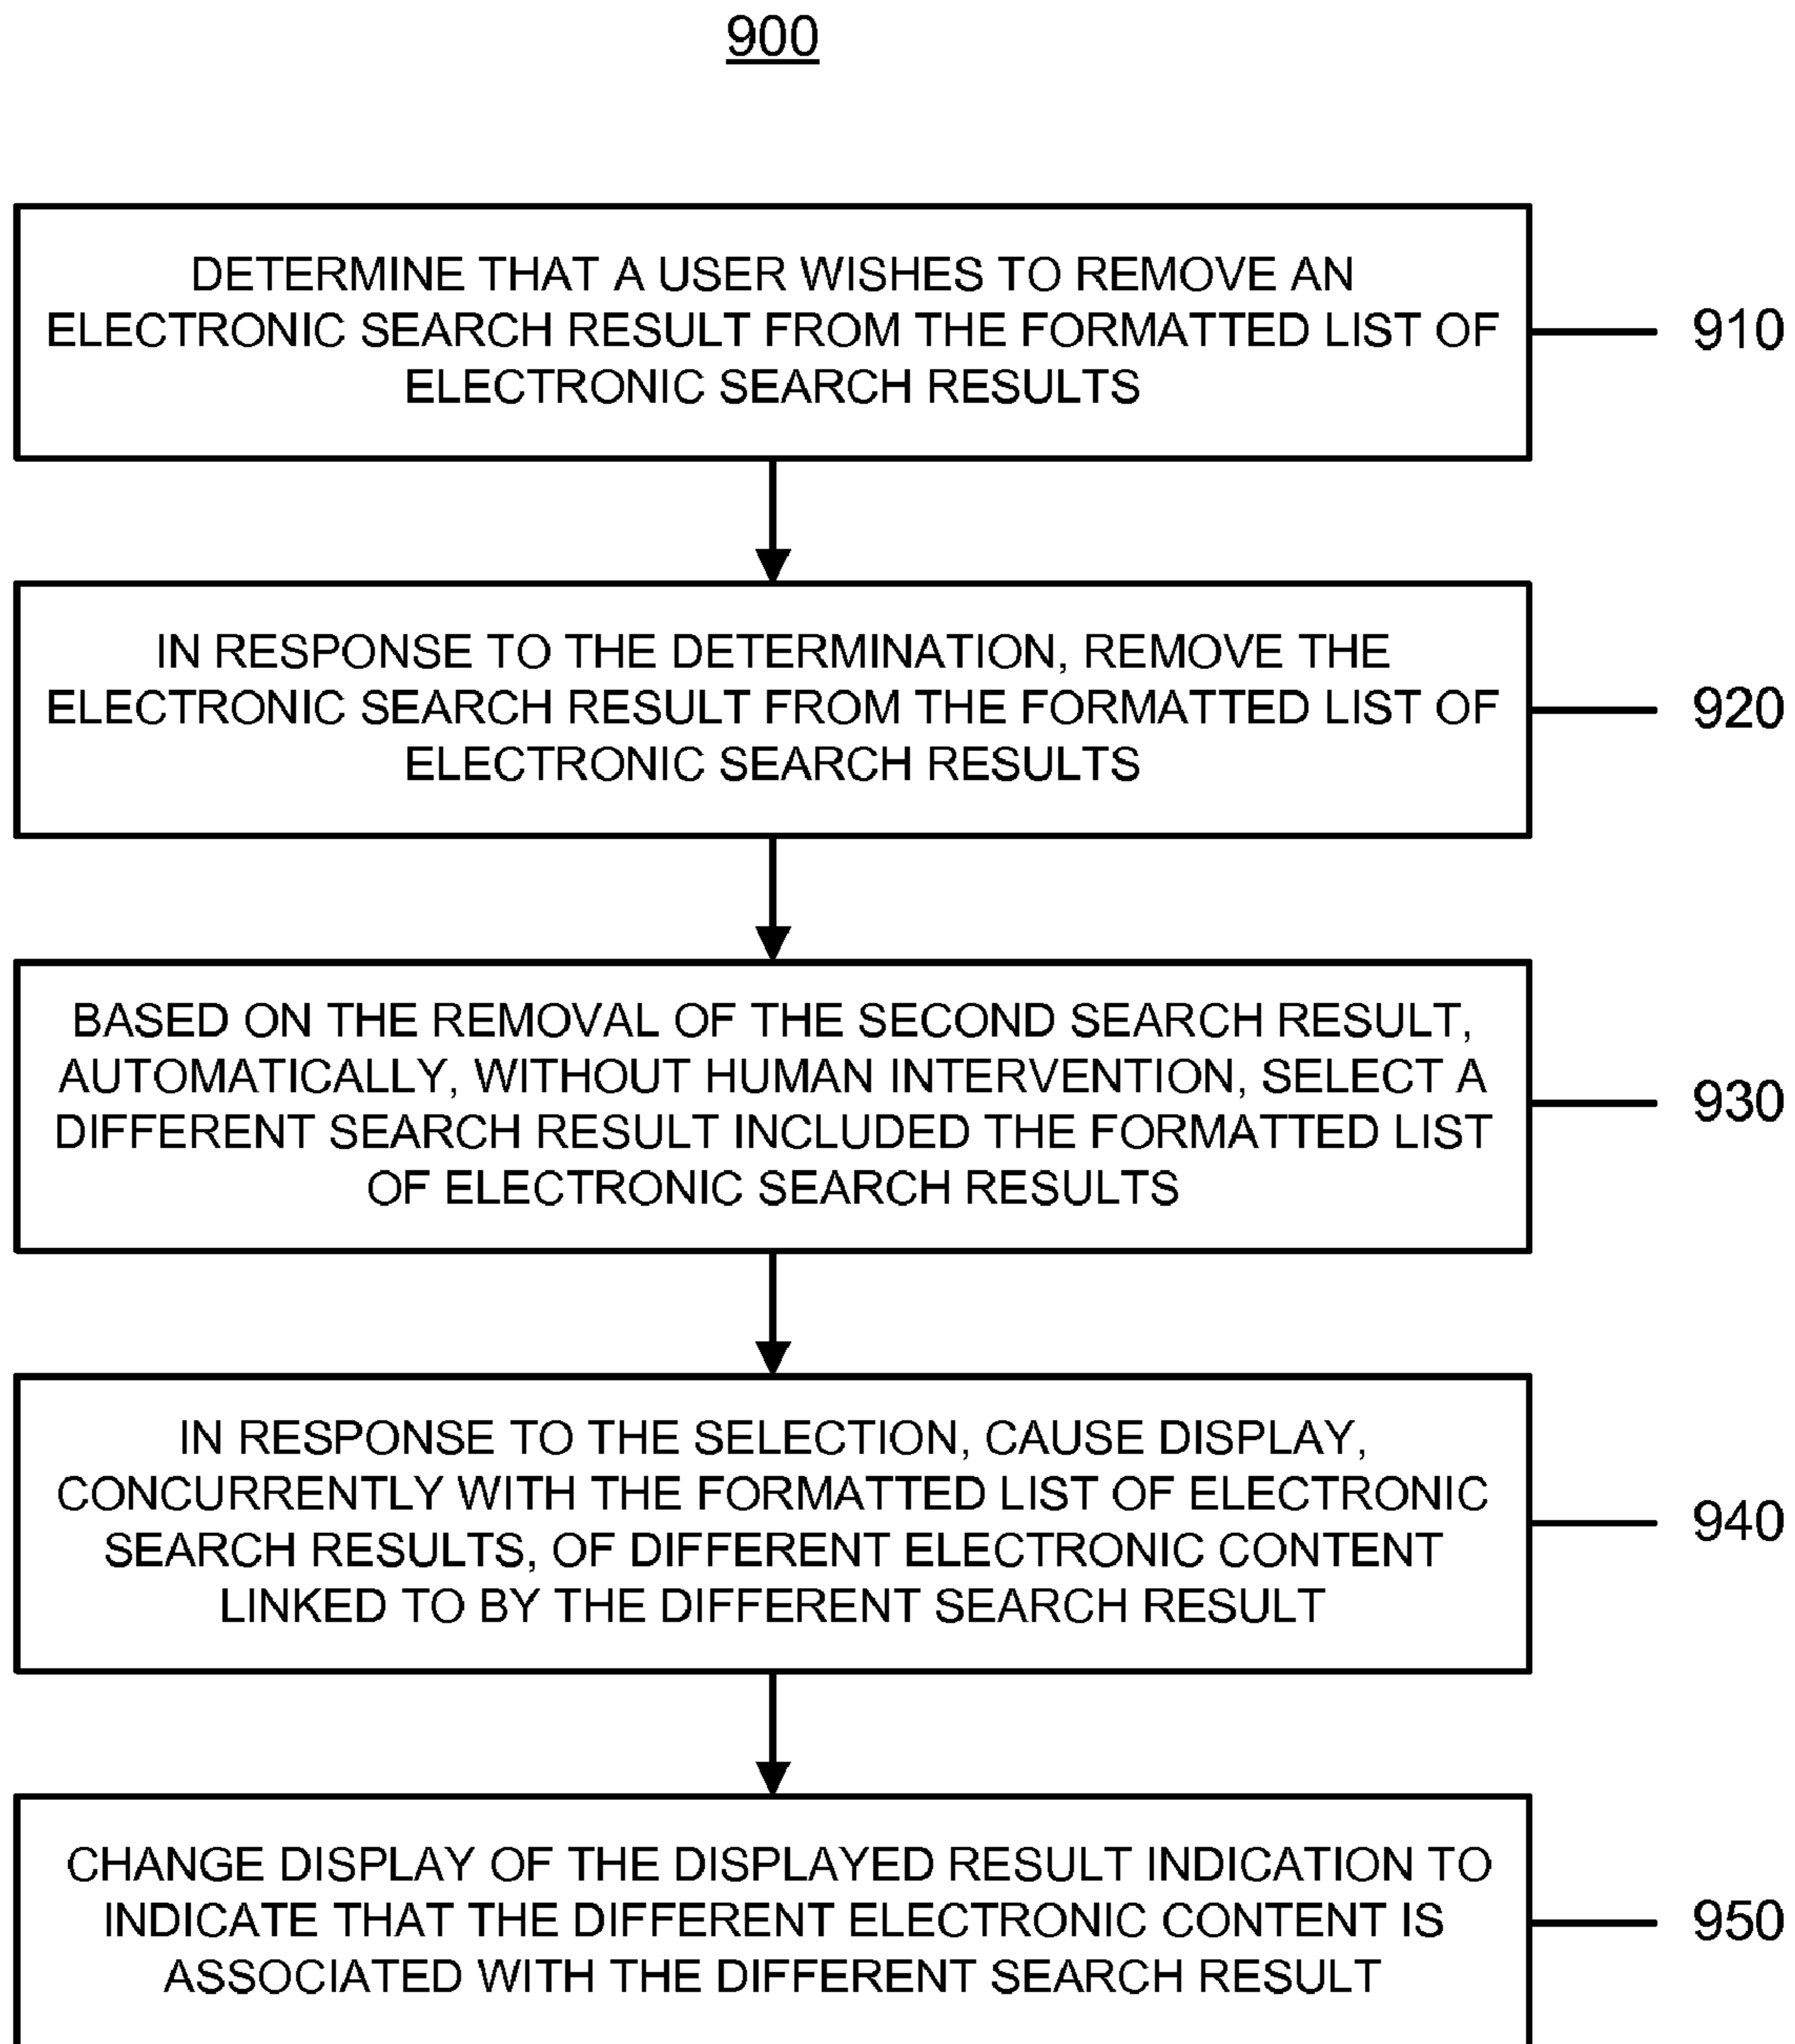 900
DETERMINE THAT A USER WISHES TO REMOVE AN
ELECTRONIC SEARCH RESULT FROM THE FORMATTED LIST OF
ELECTRONIC SEARCH RESULTS
910
IN RESPONSE TO THE DETERMINATION, REMOVE THE
ELECTRONIC SEARCH RESULT FROM THE FORMATTED LIST OF
ELECTRONIC SEARCH RESULTS
920
BASED ON THE REMOVAL OF THE SECOND SEARCH RESULT,
AUTOMATICALLY, WITHOUT HUMAN INTERVENTION, SELECT A
DIFFERENT SEARCH RESULT INCLUDED THE FORMATTED LIST
OF ELECTRONIC SEARCH RESULTS
930
IN RESPONSE TO THE SELECTION, CAUSE DISPLAY,
CONCURRENTLY WITH THE FORMATTED LIST OF ELECTRONIC
SEARCH RESULTS, OF DIFFERENT ELECTRONIC CONTENT
LINKED TO BY THE DIFFERENT SEARCH RESULT
940
CHANGE DISPLAY OF THE DISPLAYED RESULT INDICATION TO
INDICATE THAT THE DIFFERENT ELECTRONIC CONTENT IS
ASSOCIATED WITH THE DIFFERENT SEARCH RESULT
950